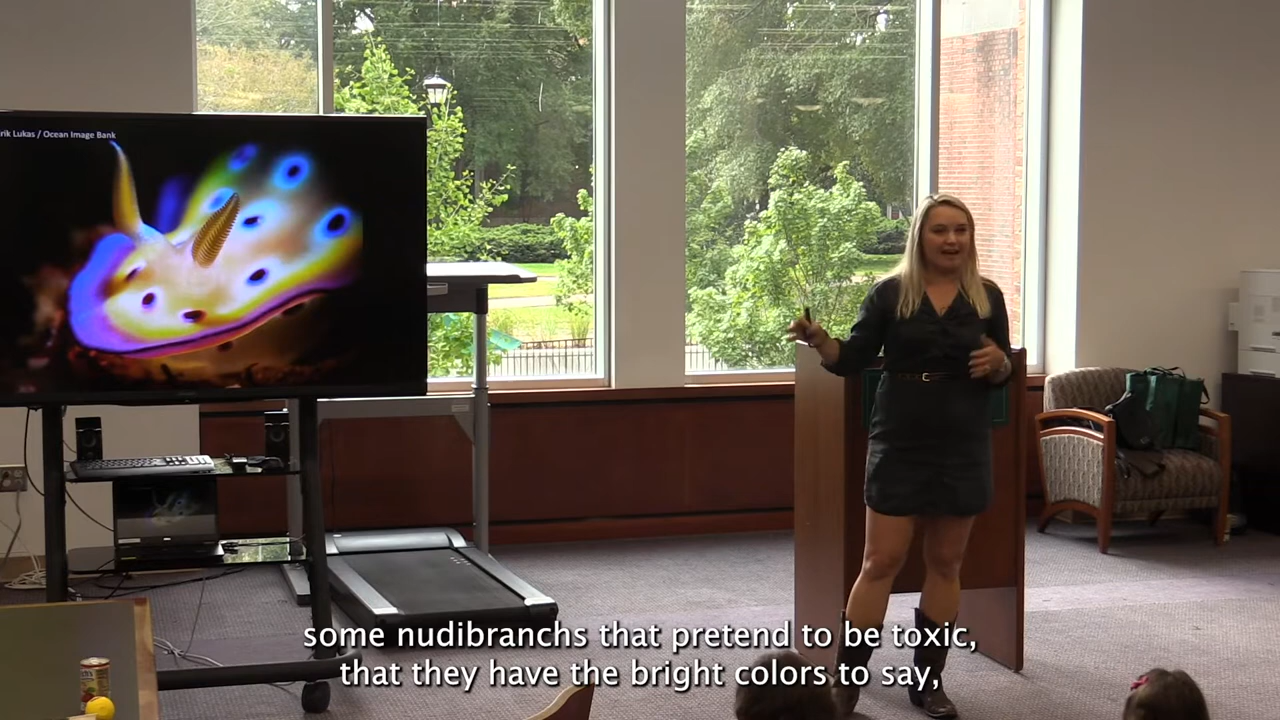 rik Lukas / Ocean Image Bank
some nudibranchs that pretend to be toxic,
that they have the bright colors to say,